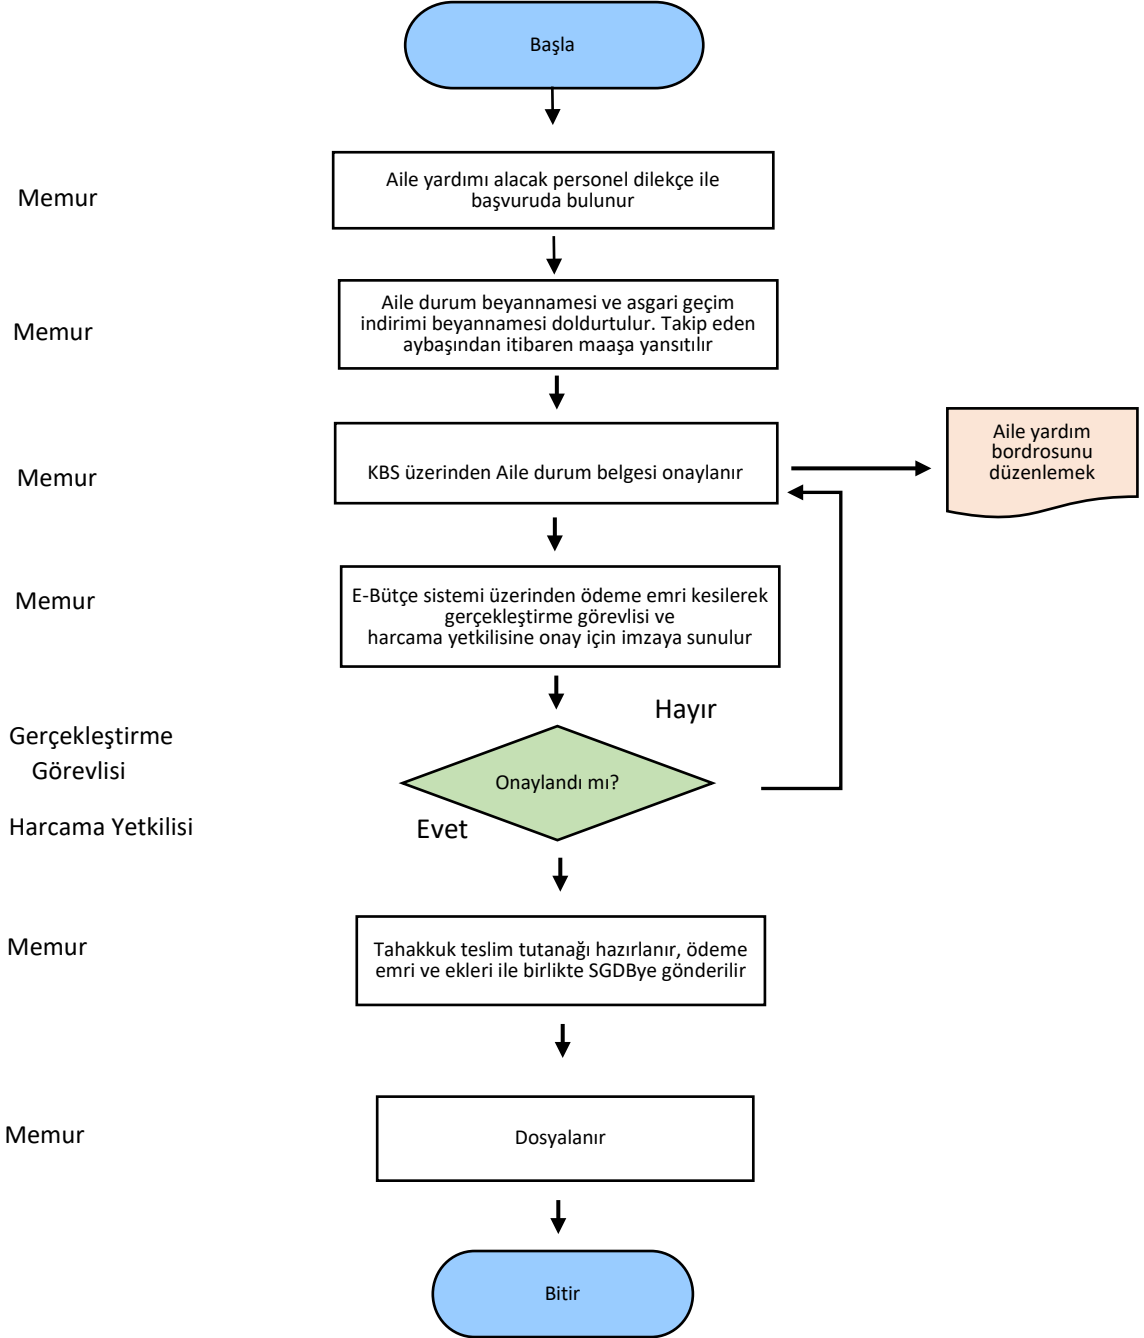 Başla
Memur
Aile yardımı alacak personel dilekçe ile
başvuruda bulunur
Memur
Aile durum beyannamesi ve asgari geçim
indirimi beyannamesi doldurtulur. Takip eden
aybaşından itibaren maaşa yansıtılır
Memur
KBS üzerinden Aile durum belgesi onaylanır
Aile yardım
bordrosunu
düzenlemek
Memur
E-Bütçe sistemi üzerinden ödeme emri kesilerek
gerçekleştirme görevlisi ve
harcama yetkilisine onay için imzaya sunulur
Hayır
Gerçekleştirme
Görevlisi
Onaylandı mı?
Harcama Yetkilisi
Evet
Memur
Tahakkuk teslim tutanağı hazırlanır, ödeme
emri ve ekleri ile birlikte SGDBye gönderilir
Memur
Dosyalanır
Bitir